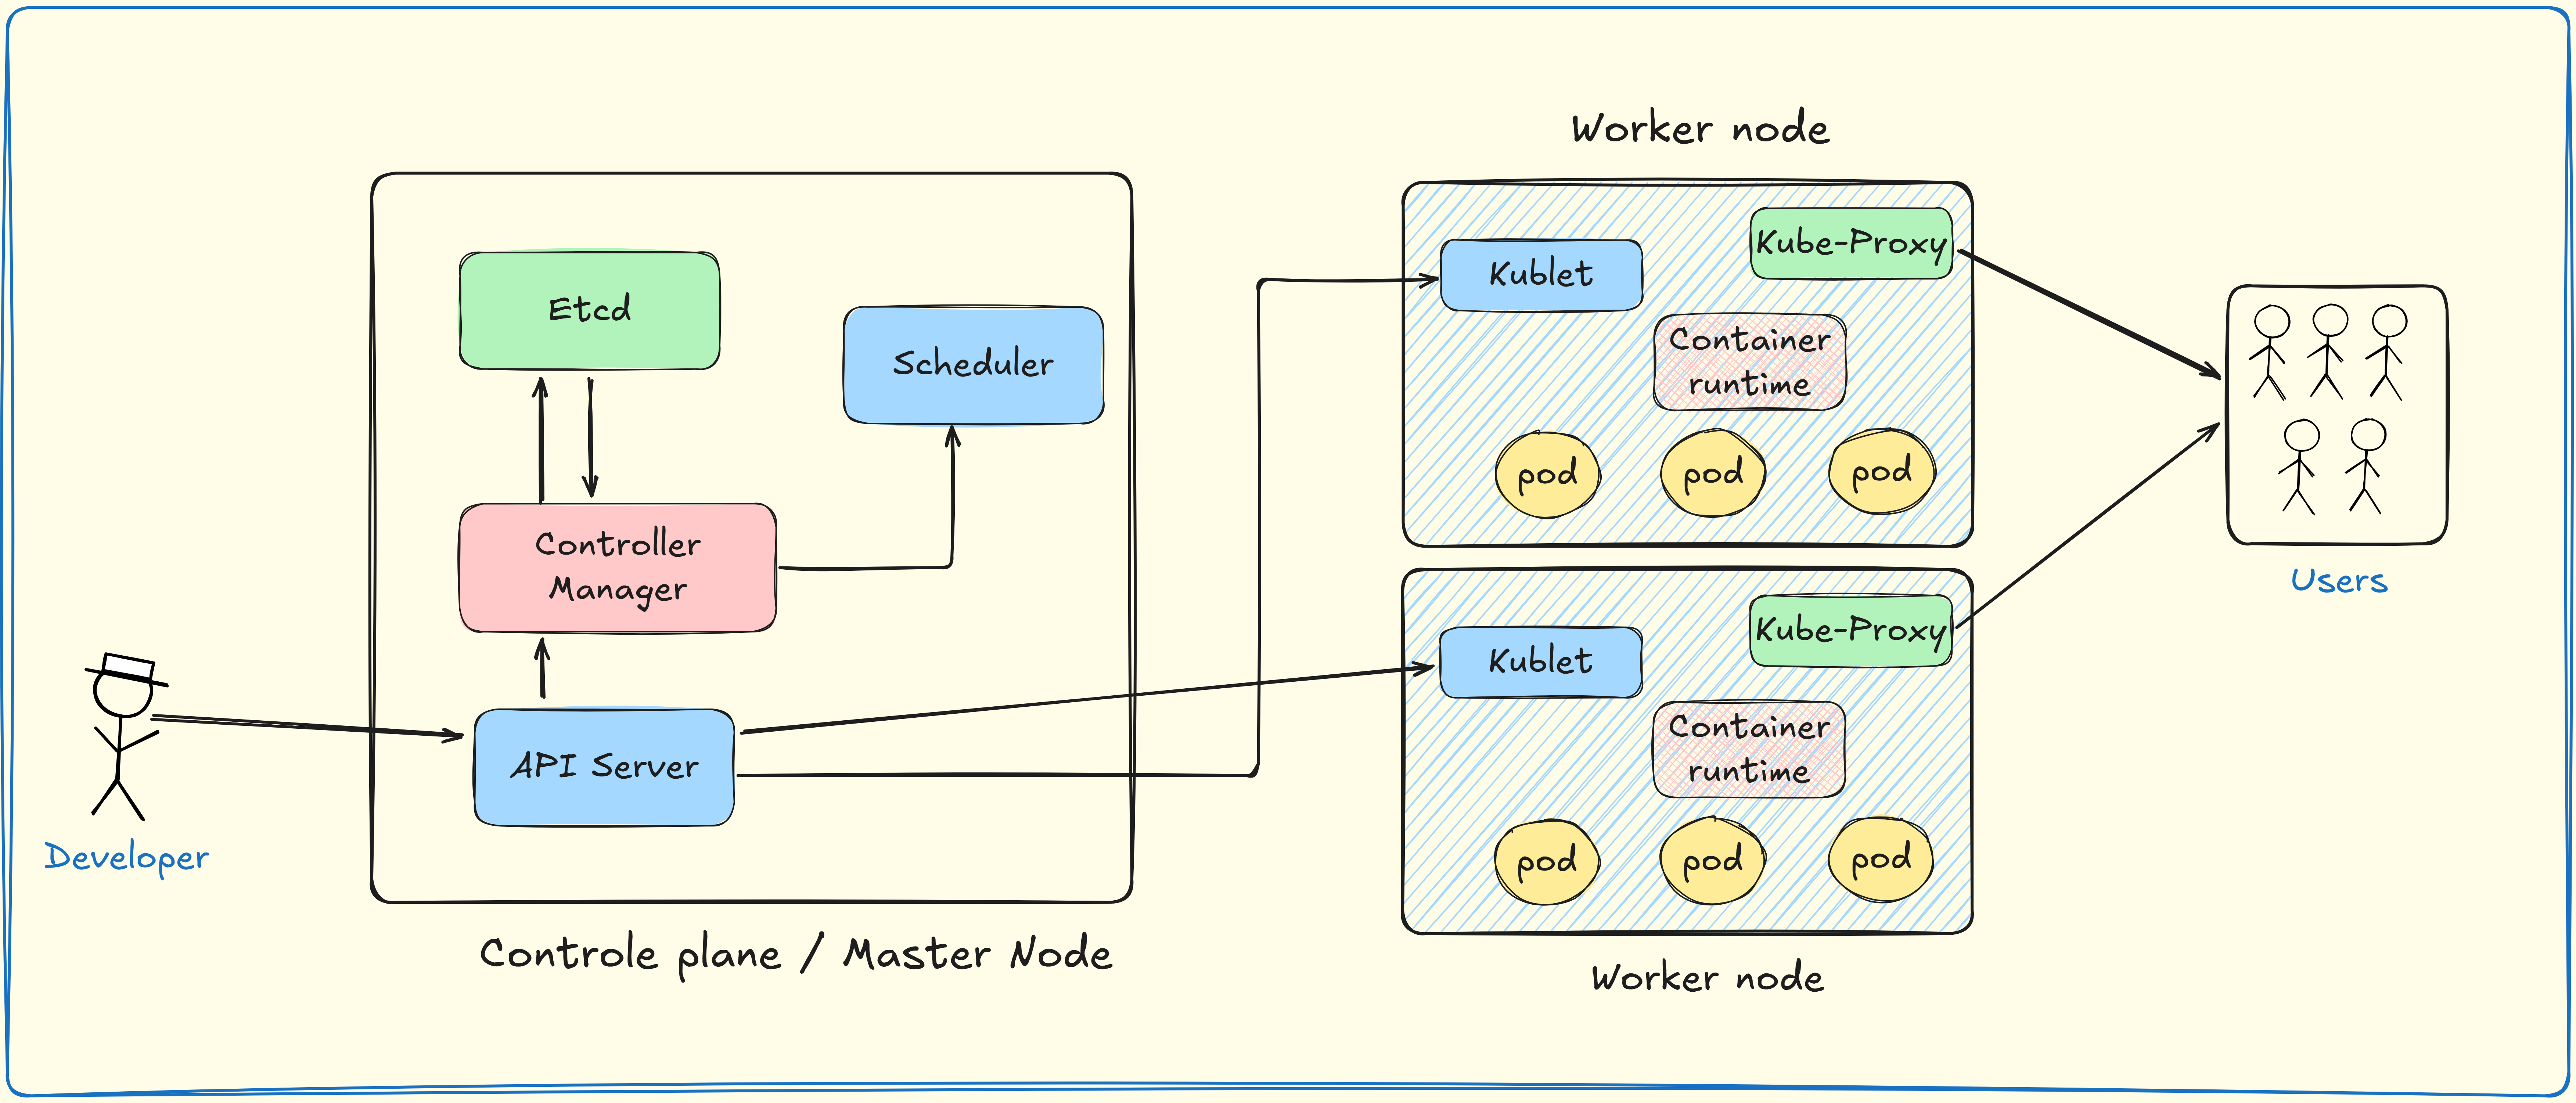 Developer
Etcd
Scheduler
Controller
Manager
API Server
Controle plane / Master Node
Worker node
Kublet
Kube-Proxy
Container
runtime
pod
pod
pod
Kublet
Kube-Proxy
Container
runtime
pod
pod
pod
Worker node
Users